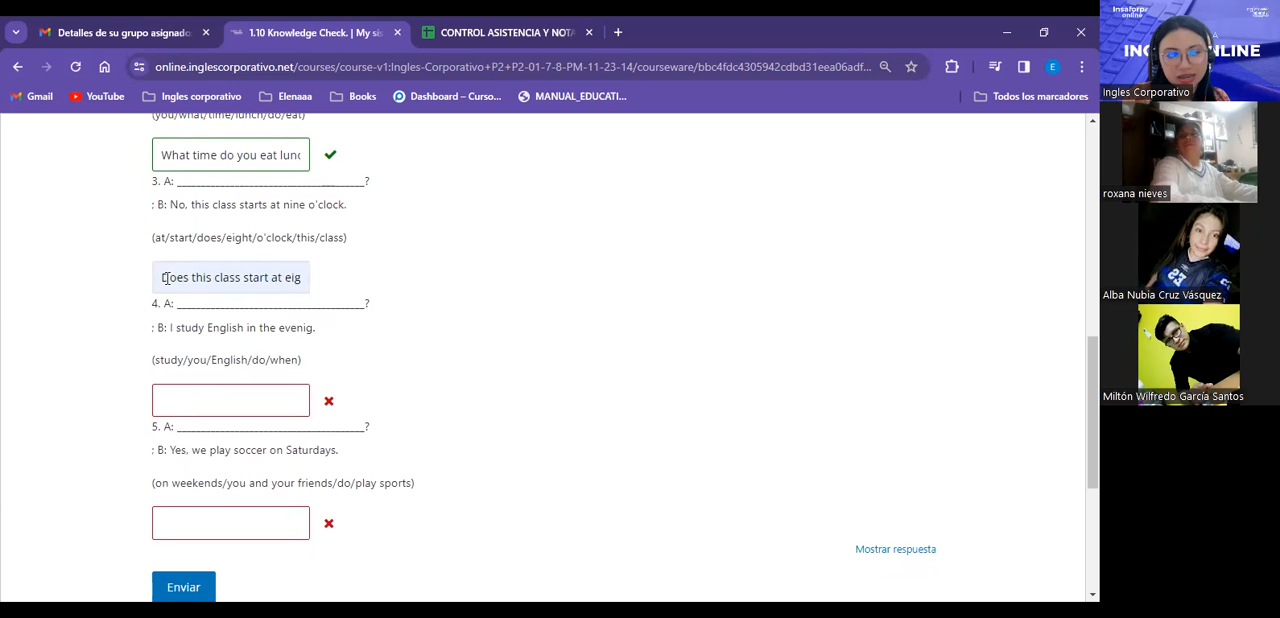 Detalles de su grupo asignado
1.10 Knowledge Check. | My sis
CONTROL ASISTENCIA Y NOTA
online.inglescorporativo.net/courses/course-v1:Ingles-Corporativo+P2+P2-01-7-8-PM-11-23-14/courseware/bbc4fdc4305942cdbd31eea06adf...
E
Gmail
YouTube
Ingles corporativo
Elenaaa
Books
Dashboard – Curso...
MANUAL_EDUCATI...
Todos los marcadores
(you/what/time/lunch/do/eat)
What time do you eat lunc
3. A: ________________________________________?
; B: No, this class starts at nine o'clock.
(at/start/does/eight/o'clock/this/class)
Does this class start at eig
4. A: ________________________________________?
; B: I study English in the evenig.
(study/you/English/do/when)
5. A: ________________________________________?
; B: Yes, we play soccer on Saturdays.
(on weekends/you and your friends/do/play sports)
Mostrar respuesta
Enviar
Insaforp
online
Ingles Corporativo
roxana nieves
Alba Nubia Cruz Vásquez
Miltón Wilfredo García Santos